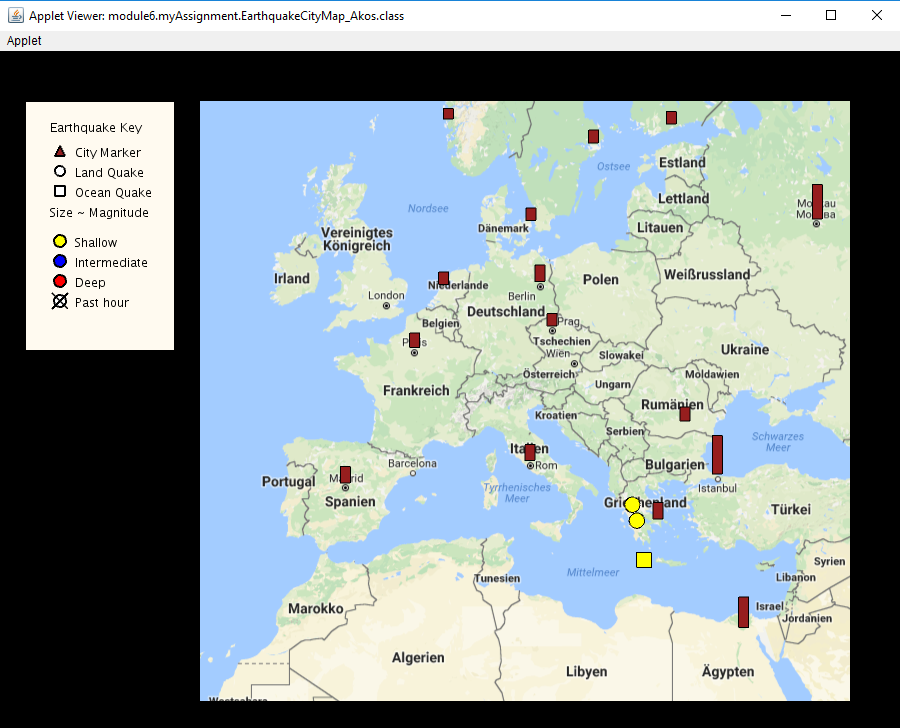 Applet Viewer: module6.myAssignment.EarthquakeCityMap_Akos.class
Applet
Earthquake Key
City Marker
Land Quake
Ocean Quake
Size ~ Magnitude
Shallow
Intermediate
Deep
Past hour
Estland
Ostsee
Lettland
Nordsee
Dänemark
Litauen
Москва
Vereinigtes
Königreich
Irland
Niederlande
Polen
Weißrussland
London
Berlin
Deutschland
Belgien
Prag
Tschechien
Wien
Slowakei
Ukraine
Österreich
Moldawien
Frankreich
Ungarn
Rumänien
Kroatien
Serbien
Schwarzes
Meer
Italien
Rom
Barcelona
Bulgarien
Madrid
Portugal
Spanien
Tyrrhenisches
Meer
Istanbul
Griechenland
Türkei
Mittelmeer
Syrien
Tunesien
Libanon
Marokko
Israel
Jordanien
Algerien
Libyen
Ägypten